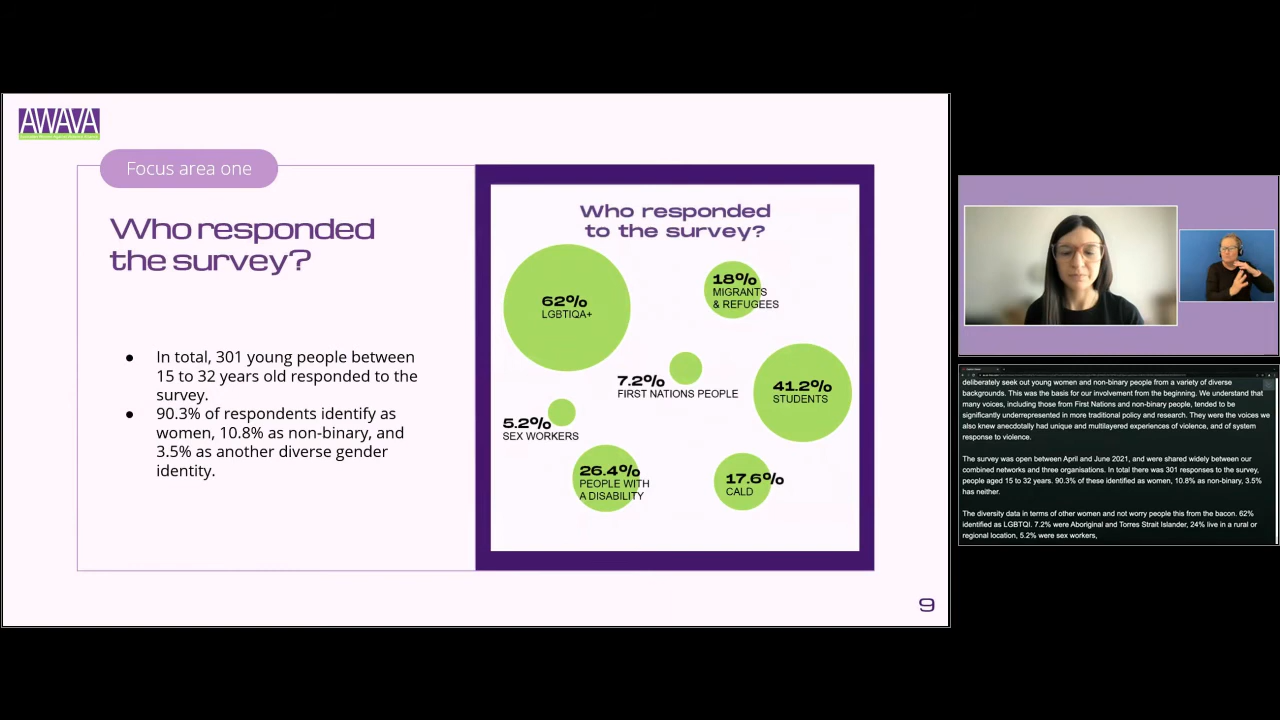 AWAVA
Focus area one
Who responded
the survey?
● In total, 301 young people between
15 to 32 years old responded to the
survey.
● 90.3% of respondents identify as
women, 10.8% as non-binary, and
3.5% as another diverse gender
identity.
Who responded
to the survey?
62%
LGBTIQA+
18%
MIGRANTS
& REFUGEES
7.2%
FIRST NATIONS PEOPLE
41.2%
STUDENTS
5.2%
SEX WORKERS
26.4%
PEOPLE WITH
A DISABILITY
17.6%
CALD
9
deliberately seek out young women and non-binary people from a variety of diverse
backgrounds. This was the basis for our involvement from the beginning. We understand that
many voices, including those from First Nations and non-binary people, tended to be
significantly underrepresented in more traditional policy and research. They were the voices we
also knew anecdotally had unique and multilayered experiences of violence, and of system
response to violence.
The survey was open between April and June 2021, and were shared widely between our
combined networks and three organisations. In total there was 301 responses to the survey,
people aged 15 to 32 years. 90.3% of these identified as women, 10.8% as non-binary, 3.5%
has neither.
The diversity data in terms of other women and not worry people this from the bacon. 62%
identified as LGBTQI. 7.2% were Aboriginal and Torres Strait Islander, 24% live in a rural or
regional location, 5.2% were sex workers,